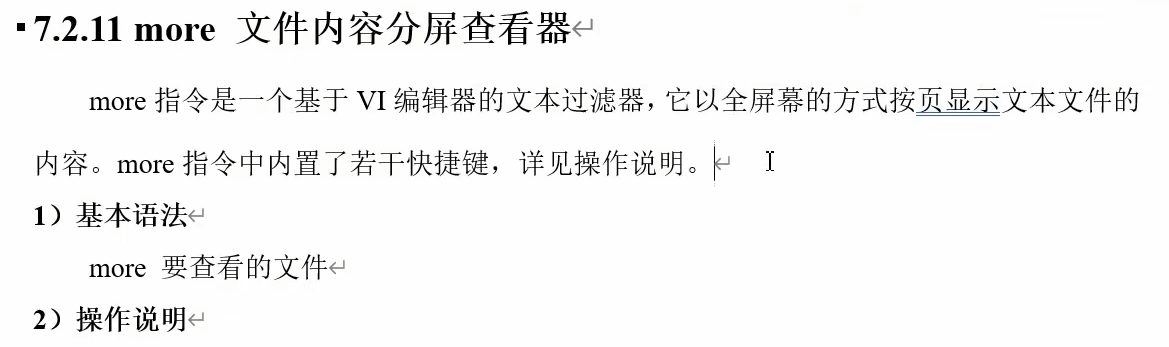 7.2.11 more 文件内容分屏查看器
more 指令是一个基于 VI 编辑器的文本过滤器，它以全屏幕的方式按页显示文本文件的
内容。more 指令中内置了若干快捷键，详见操作说明。
1）基本语法
more 要查看的文件
2）操作说明